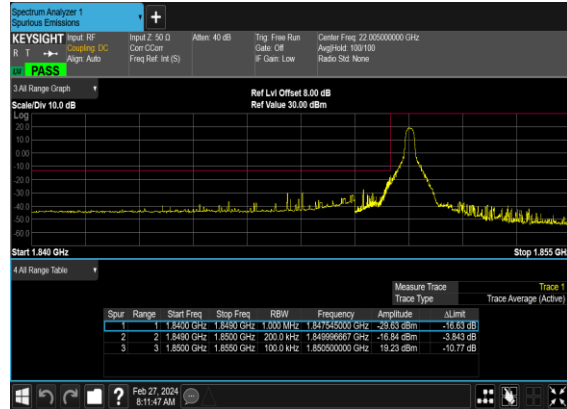 Spectrum Analyzer 1
Spurious Emissions
KEYSIGHT Input: RF Input Z: 50 Ω Atten: 40 dB Trig: Free Run Center Freq: 22.005000000 GHz
R T Coupling: DC Corr CCorr Gate: Off Avg|Hold: 100/100
Align: Auto Freq Ref: Int (S) IF Gain: Low Radio Std: None
PASS
3 All Range Graph
Ref Lvl Offset 8.00 dB
Scale/Div 10.0 dB Ref Value 30.00 dBm
Log
20.0
10.0
0.00
-10.0
-20.0
-30.0
-40.0
-50.0
-60.0
Start 1.840 GHz Stop 1.855 GH
4 All Range Table
Measure Trace Trace 1
Trace Type Trace Average (Active)
Spur Range Start Freq Stop Freq RBW Frequency Amplitude ΔLimit
1 1 1.8400 GHz 1.8490 GHz 1.000 MHz 1.847545000 GHz -29.63 dBm -16.63 dB
2 2 1.8490 GHz 1.8500 GHz 200.0 kHz 1.849996667 GHz -16.84 dBm -3.843 dB
3 3 1.8500 GHz 1.8550 GHz 100.0 kHz 1.850500000 GHz 19.23 dBm -10.77 dB
? Feb 27, 2024
8:11:47 AM